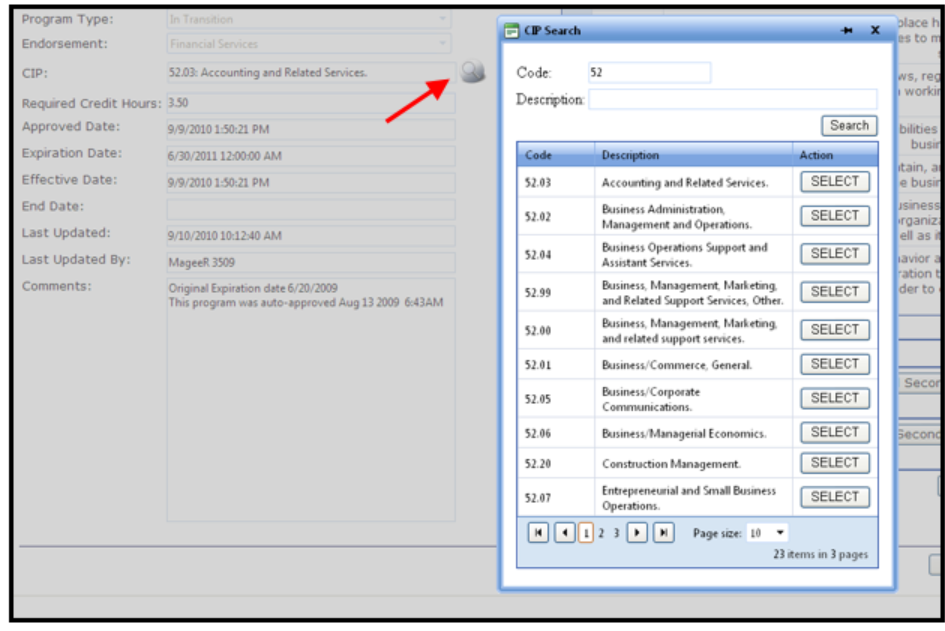 Program Type: In Transition
Endorsement: Financial Services
CIP: 52.03: Accounting and Related Services.
Required Credit Hours: 3.50
Approved Date: 9/9/2010 1:50:21 PM
Expiration Date: 6/30/2011 12:00:00 AM
Effective Date: 9/9/2010 1:50:21 PM
End Date:
Last Updated: 9/10/2010 10:12:40 AM
Last Updated By: MageeR 3509
Comments: Original Expiration date 6/20/2009
This program was auto-approved Aug 13 2009 6:43AM
CIP Search
Code: 52
Description:
Search
Code Description Action
52.03 Accounting and Related Services. SELECT
52.02 Business Administration,
Management and Operations. SELECT
52.04 Business Operations Support and
Assistant Services. SELECT
52.99 Business, Management, Marketing,
and Related Support Services, Other. SELECT
52.00 Business, Management, Marketing,
and related support services. SELECT
52.01 Business/Commerce, General. SELECT
52.05 Business/Corporate
Communications. SELECT
52.06 Business/Managerial Economics. SELECT
52.20 Construction Management. SELECT
52.07 Entrepreneurial and Small Business
Operations. SELECT
1 2 3 Page size: 10
23 items in 3 pages